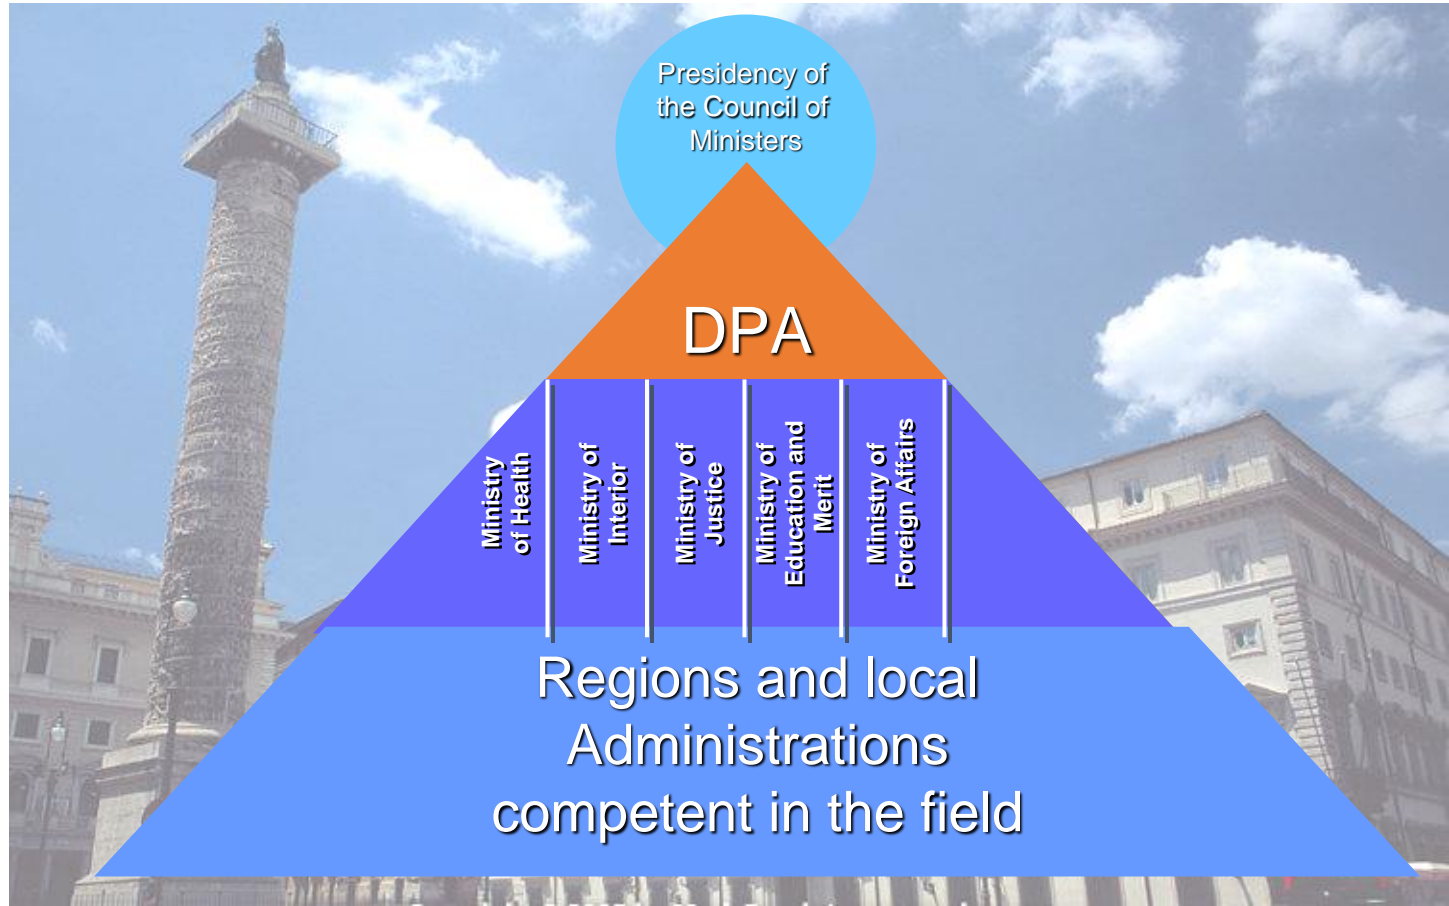 Presidency of
the Council of
Ministers
DPA
Ministry
of Health
Ministry of
Interior
Ministry of
Justice
Ministry of
Education and
Merit
Ministry of
Foreign Affairs
Regions and local
Administrations
competent in the field